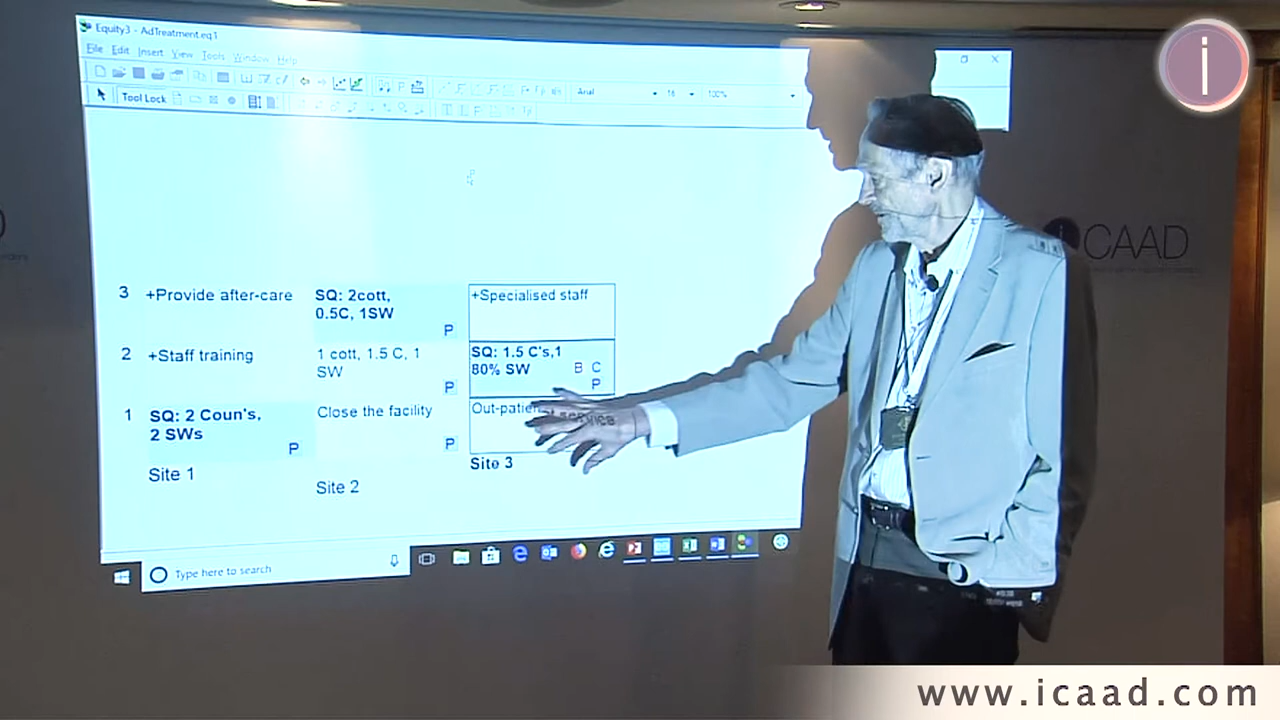 Equity3 - AdTreatment.eq1
File Edit Insert View Tools Window Help
Tool Lock
Arial
16
100%
3 +Provide after-care
SQ: 2cott,
0.5C, 1SW
P
+Specialised staff
2 +Staff training
1 cott, 1.5 C, 1
SW
P
SQ: 1.5 C's,1
80% SW
B C
P
1 SQ: 2 Coun's,
2 SWs
P
Close the facility
P
Out-patient service
Site 1
Site 2
Site 3
Type here to search
i
CAAD
www.icaad.com